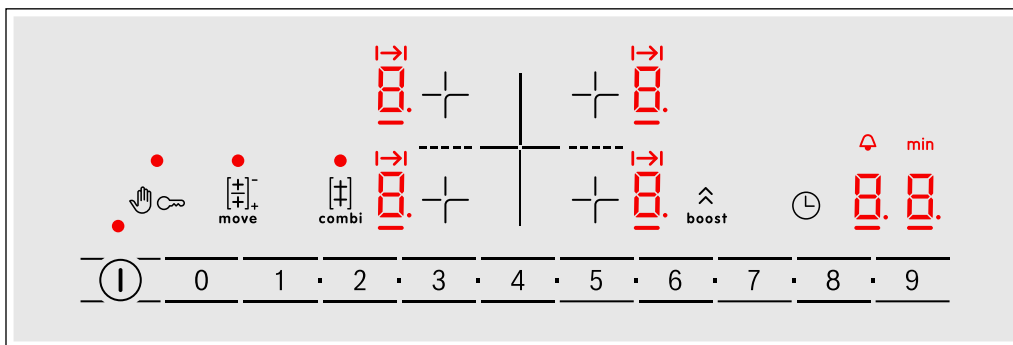 8. 8.
min
8. 8. 8. 8.
move combi boost
0 1 · 2 · 3 · 4 · 5 · 6 · 7 · 8 · 9